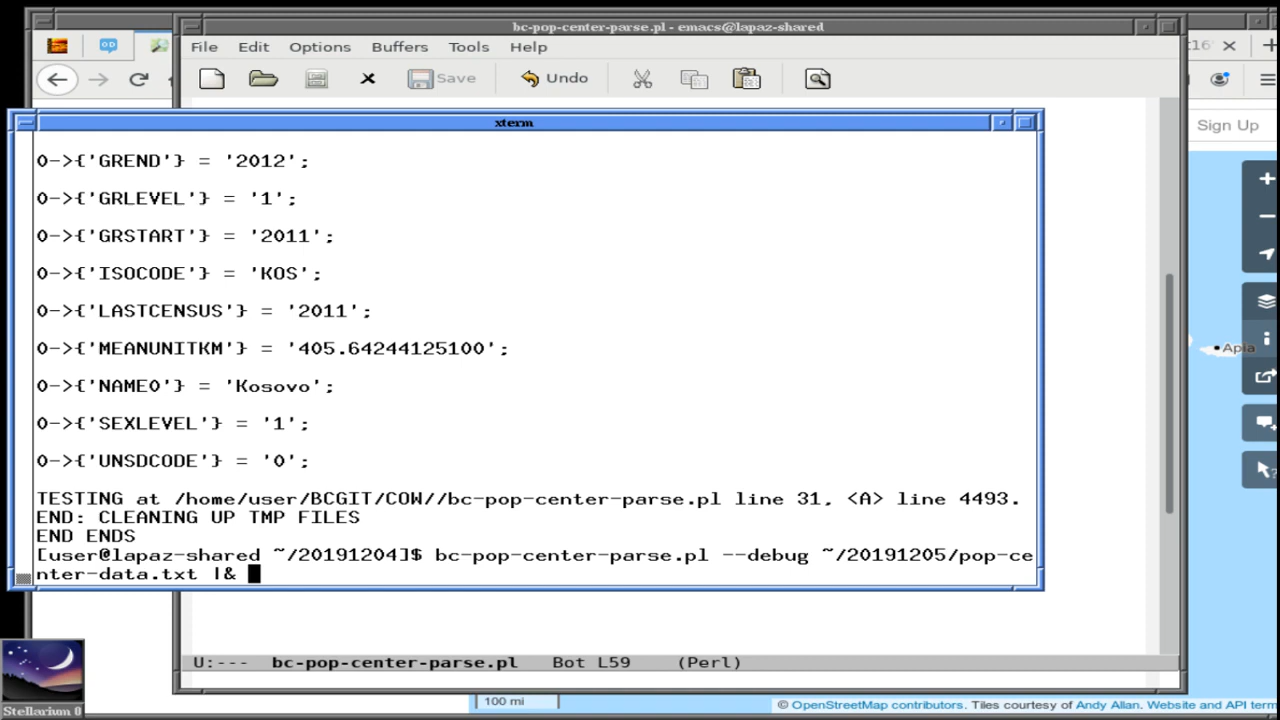 bc-pop-center-parse.pl - emacs@lapaz-shared
File Edit Options Buffers Tools Help
Save Undo
Sign Up
xterm
0->{'GREND'} = '2012';
0->{'GRLEVEL'} = '1';
0->{'GRSTART'} = '2011';
0->{'ISOCODE'} = 'KOS';
0->{'LASTCENSUS'} = '2011';
0->{'MEANUNITKM'} = '405.64244125100';
0->{'NAME0'} = 'Kosovo';
0->{'SEXLEVEL'} = '1';
0->{'UNSDCODE'} = '0';
TESTING at /home/user/BCGIT/COW//bc-pop-center-parse.pl line 31, <A> line 4493.
END: CLEANING UP TMP FILES
END ENDS
[user@lapaz-shared ~/20191204]$ bc-pop-center-parse.pl --debug ~/20191205/pop-ce
nter-data.txt |&
Apia
U:--- bc-pop-center-parse.pl Bot L59 (Perl)
100 mi
© OpenStreetMap contributors. Tiles courtesy of Andy Allan. Website and API term
Stellarium 0